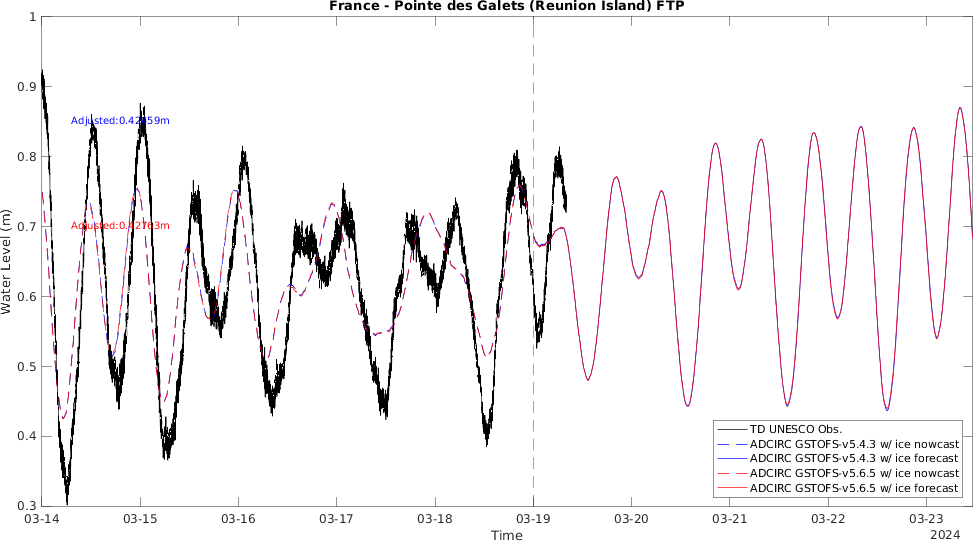 France - Pointe des Galets (Reunion Island) FTP
Water Level (m)
1
0.9
0.8
0.7
0.6
0.5
0.4
0.3
Adjusted:0.42763m
03-14
03-15
03-16
03-17
03-18
03-19
03-20
03-21
03-22
03-23
Time
2024
TD UNESCO Obs.
ADCIRC GSTOFS-v5.4.3 w/ ice nowcast
ADCIRC GSTOFS-v5.4.3 w/ ice forecast
ADCIRC GSTOFS-v5.6.5 w/ ice nowcast
ADCIRC GSTOFS-v5.6.5 w/ ice forecast